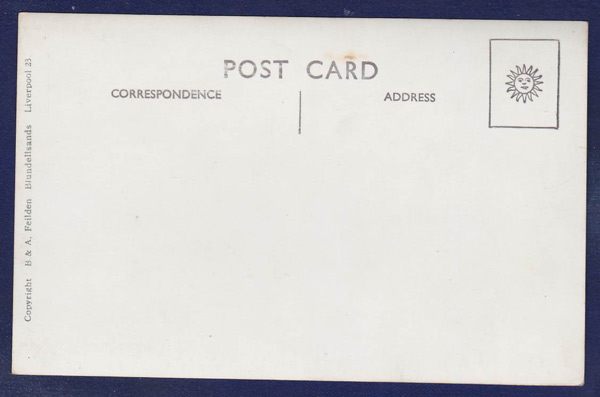 POST CARD
CORRESPONDENCE
ADDRESS
Copyright B & A. Feilden Blundellsands Liverpool 23